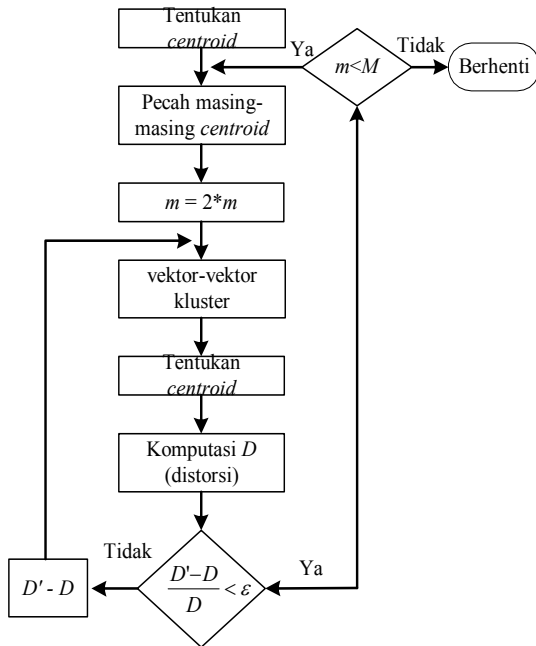 Tentukan
centroid
Ya
m<M
Tidak
Berhenti
Pecah masing-
masing centroid
m = 2*m
vektor-vektor
kluster
Tentukan
centroid
Komputasi D
(distorsi)
Tidak
D' - D
D'–D
D
< ε
Ya